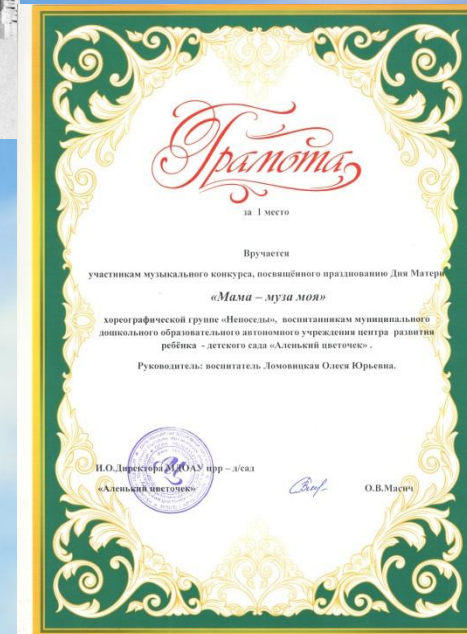 Грамота
за 1 место
Вручается
участникам музыкального конкурса, посвящённого празднованию Дня Матери
«Мама – муза моя»
хореографической группе «Непоседы», воспитанникам муниципального
дошкольного образовательного автономного учреждения центра развития
ребёнка - детского сада «Аленький цветочек» .
Руководитель: воспитатель Ломовицкая Олеся Юрьевна.
И.О.Директора МДОАУ црр – д/сад
«Аленький цветочек» О.В.Масич